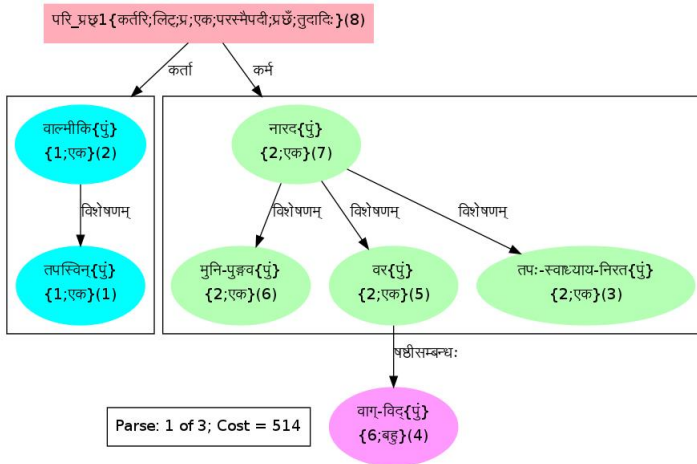 परि_प्रछ्1{कर्तरि;लिट्;प्र;एक;परस्मैपदी;प्रछँ;तुदादिः}(8)
कर्ता
कर्म
वाल्मीकि{पुं}
{1;एक}(2)
नारद{पुं}
{2;एक}(7)
विशेषणम्
विशेषणम्
विशेषणम्
विशेषणम्
तपस्विन्{पुं}
{1;एक}(1)
मुनि-पुङ्गव{पुं}
{2;एक}(6)
वर{पुं}
{2;एक}(5)
तपः-स्वाध्याय-निरत{पुं}
{2;एक}(3)
षष्ठीसम्बन्धः
वाग्-विद्{पुं}
{6;बहु}(4)
Parse: 1 of 3; Cost = 514